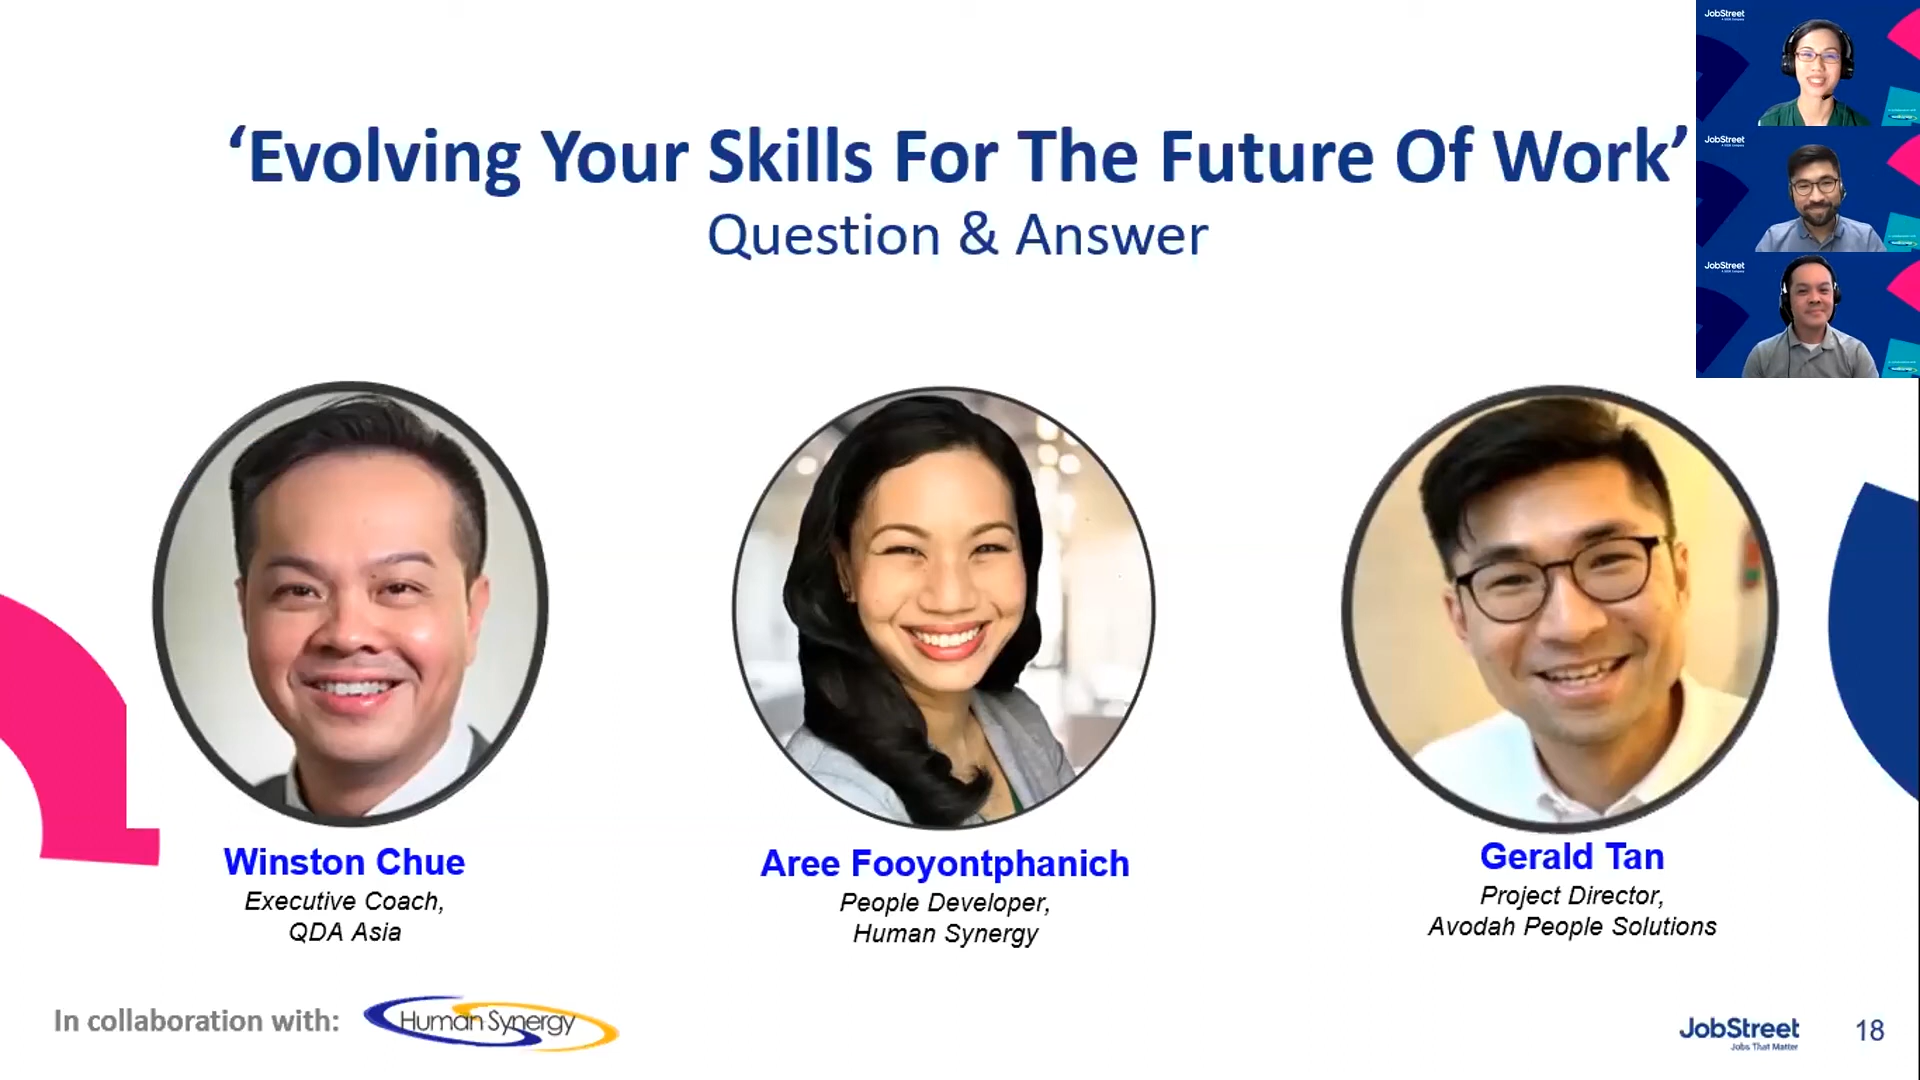 ‘Evolving Your Skills For The Future Of Work’
Question & Answer
JobStreet
JobStreet
JobStreet
Winston Chue
Executive Coach,
QDA Asia
Aree Fooyontphanich
People Developer,
Human Synergy
Gerald Tan
Project Director,
Avodah People Solutions
In collaboration with:
Human Synergy
JobStreet
Jobs That Matter
18